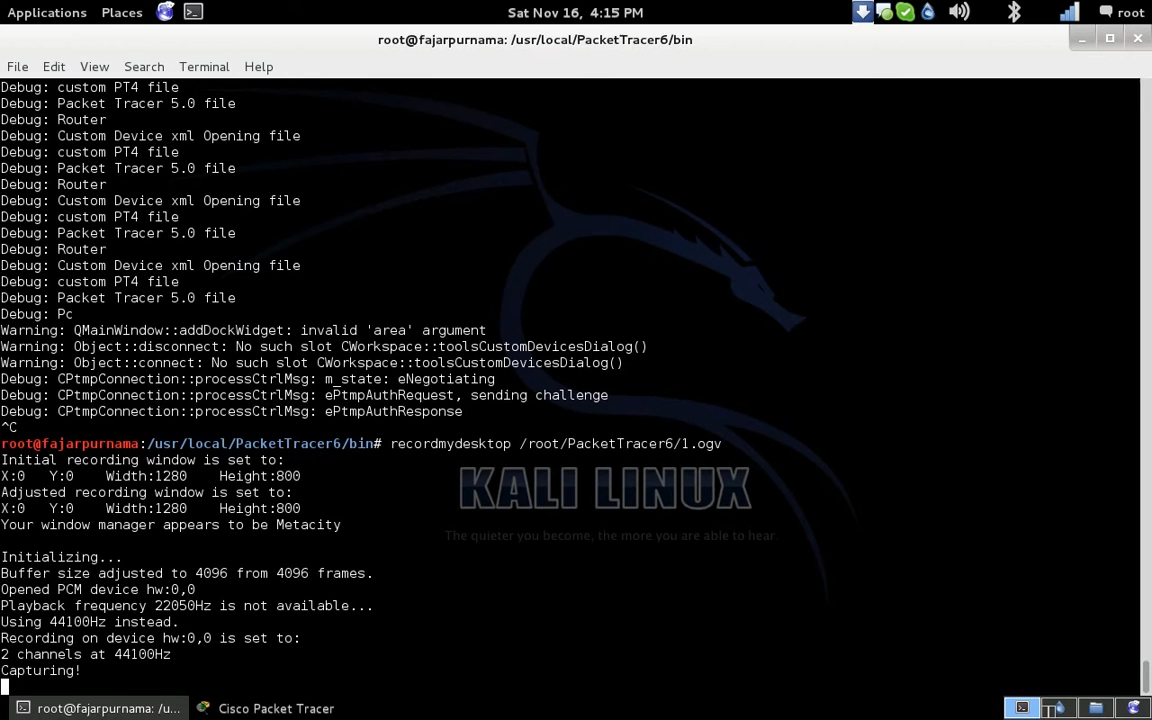 Applications Places Sat Nov 16, 4:15 PM root
root@fajarpurnama: /usr/local/PacketTracer6/bin
File Edit View Search Terminal Help
Debug: custom PT4 file
Debug: Packet Tracer 5.0 file
Debug: Router
Debug: Custom Device xml Opening file
Debug: custom PT4 file
Debug: Packet Tracer 5.0 file
Debug: Router
Debug: Custom Device xml Opening file
Debug: custom PT4 file
Debug: Packet Tracer 5.0 file
Debug: Router
Debug: Custom Device xml Opening file
Debug: custom PT4 file
Debug: Packet Tracer 5.0 file
Debug: Pc
Warning: QMainWindow::addDockWidget: invalid 'area' argument
Warning: Object::disconnect: No such slot CWorkspace::toolsCustomDevicesDialog()
Warning: Object::connect: No such slot CWorkspace::toolsCustomDevicesDialog()
Debug: CPtmpConnection::processCtrlMsg: m_state: eNegotiating
Debug: CPtmpConnection::processCtrlMsg: ePtmpAuthRequest, sending challenge
Debug: CPtmpConnection::processCtrlMsg: ePtmpAuthResponse
^C
root@fajarpurnama:/usr/local/PacketTracer6/bin# recordmydesktop /root/PacketTracer6/1.ogv
Initial recording window is set to:
X:0 Y:0 Width:1280 Height:800
Adjusted recording window is set to:
X:0 Y:0 Width:1280 Height:800
Your window manager appears to be Metacity
KALI LINUX
The quieter you become, the more you are able to hear.
Initializing...
Buffer size adjusted to 4096 from 4096 frames.
Opened PCM device hw:0,0
Playback frequency 22050Hz is not available...
Using 44100Hz instead.
Recording on device hw:0,0 is set to:
2 channels at 44100Hz
Capturing!
root@fajarpurnama: /u... Cisco Packet Tracer